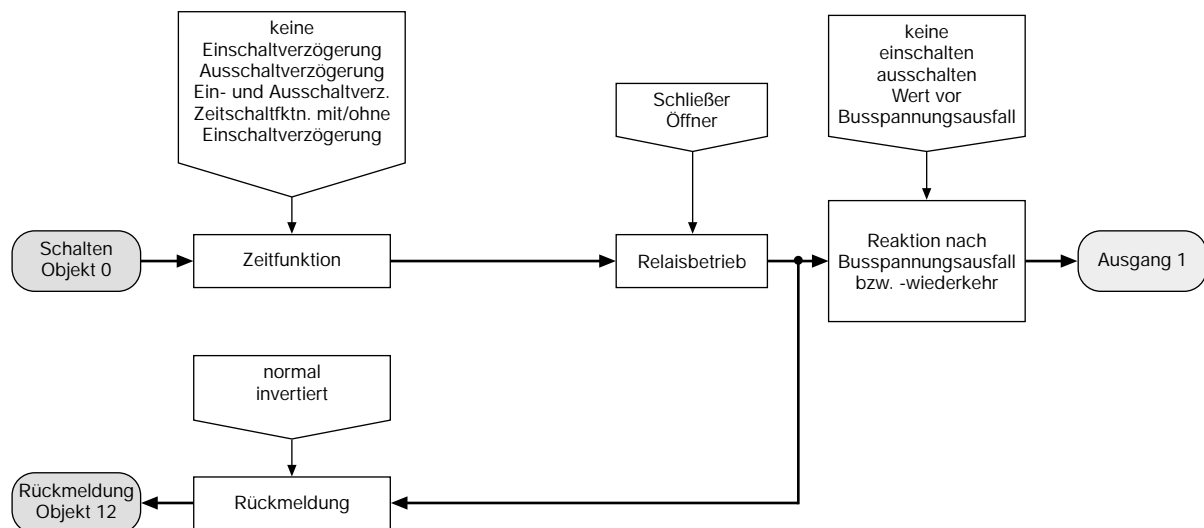 keine
Einschaltverzögerung
Ausschaltverzögerung
Ein- und Ausschaltverz.
Zeitschaltfktn. mit/ohne
Einschaltverzögerung
Schließer
Öffner
keine
einschalten
ausschalten
Wert vor
Busspannungsausfall
Schalten
Objekt 0
Zeitfunktion
Relaisbetrieb
Reaktion nach
Busspannungsausfall
bzw. -wiederkehr
Ausgang 1
normal
invertiert
Rückmeldung
Objekt 12
Rückmeldung